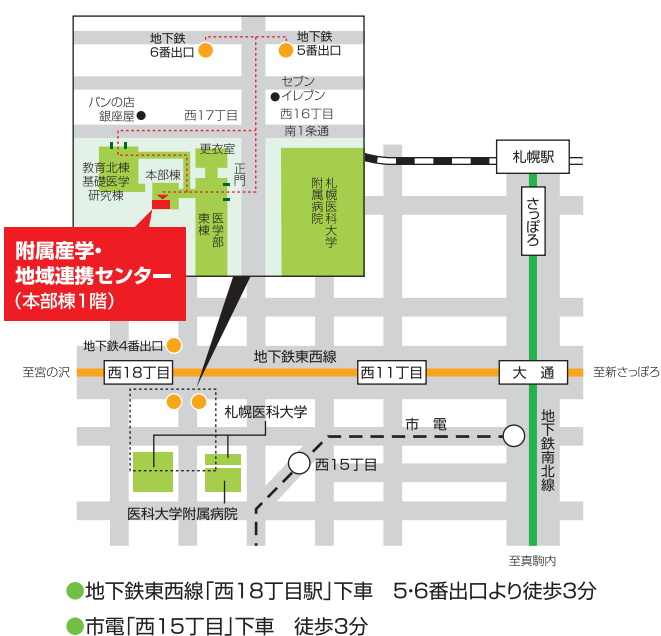 地下鉄
6番出口
地下鉄
5番出口
セブン
イレブン
パンの店
銀座屋
西17丁目
西16丁目
南1条通
教育北棟
基礎医学
研究棟
本部棟
更衣室
正門
医学部
東棟
札幌医科大学
附属病院
附属産学・
地域連携センター
（本部棟1階）
札幌駅
さっぽろ
地下鉄4番出口
地下鉄東西線
至宮の沢
西18丁目
西11丁目
大通
至新さっぽろ
札幌医科大学
市電
西15丁目
地下鉄南北線
医科大学附属病院
至真駒内
●地下鉄東西線「西18丁目駅」下車　5・6番出口より徒歩3分
●市電「西15丁目」下車　徒歩3分